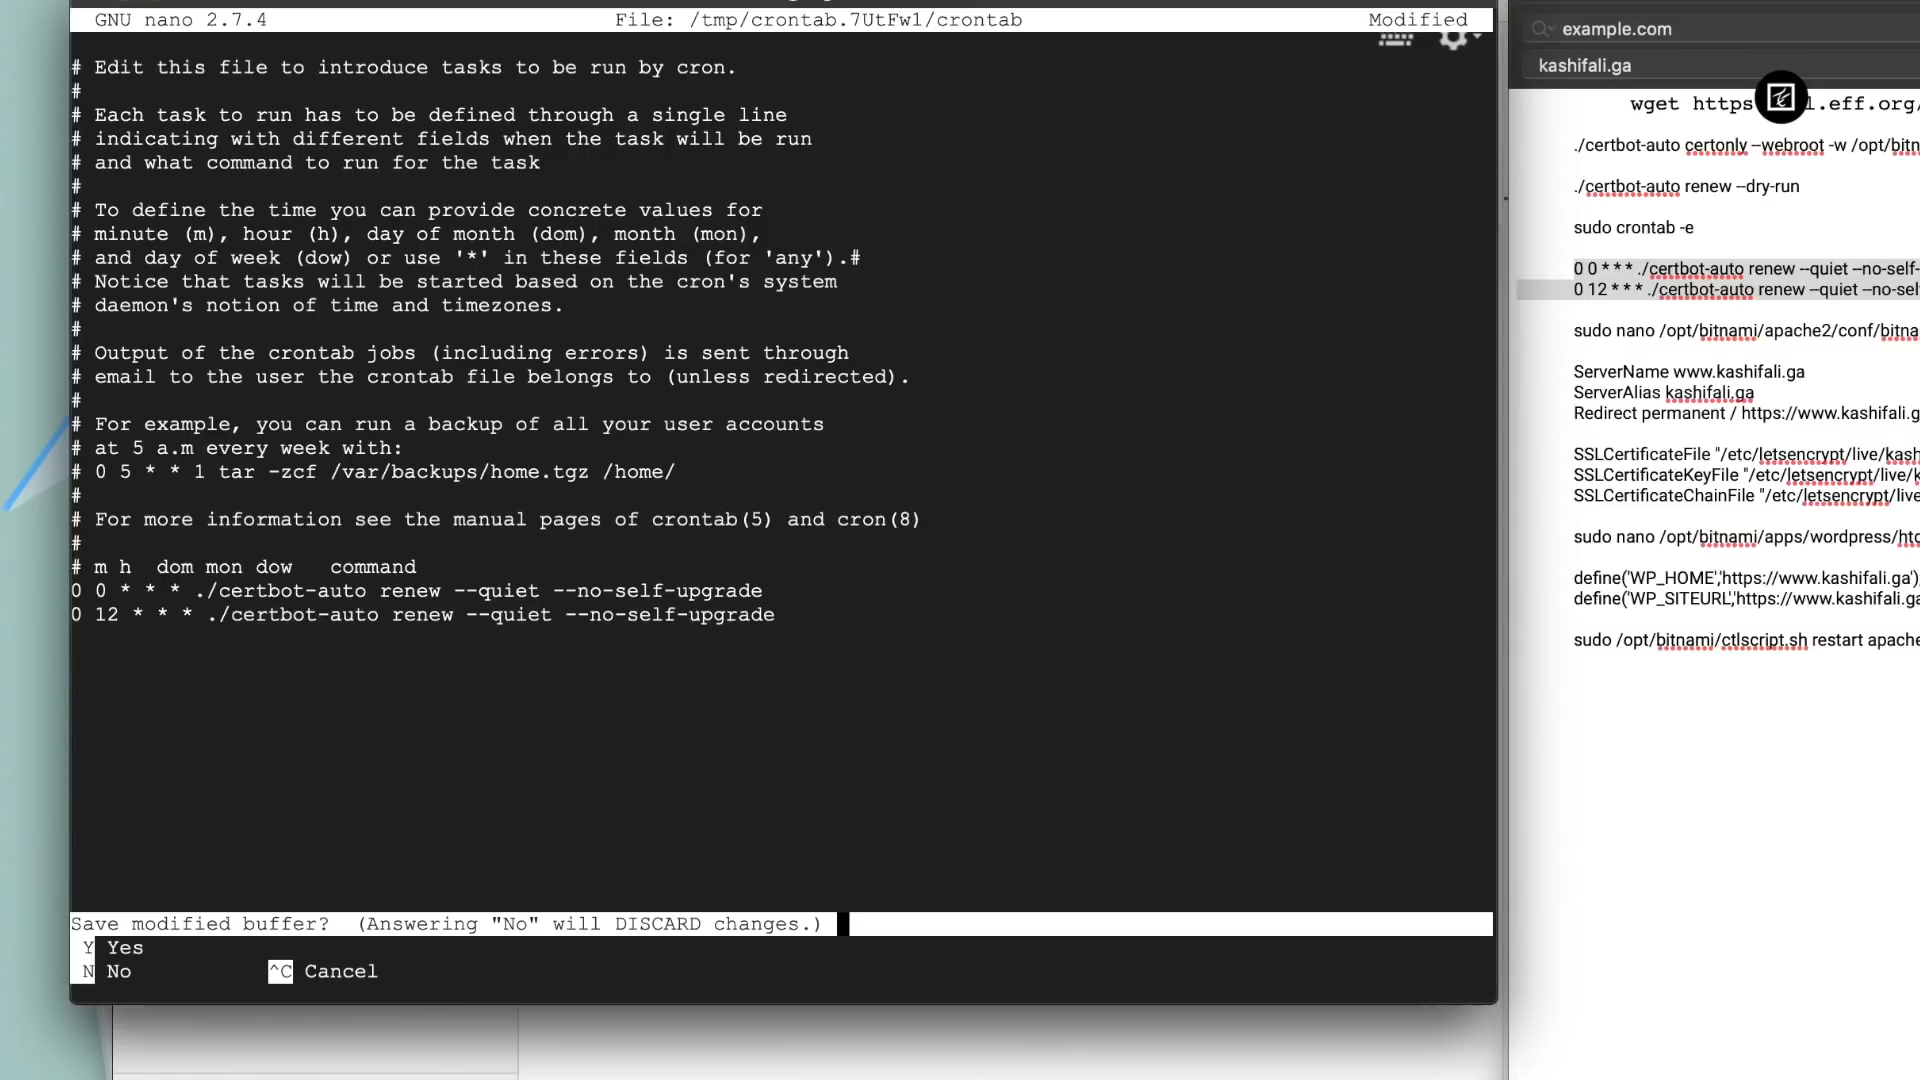 GNU nano 2.7.4 File: /tmp/crontab.7UtFw1/crontab Modified
# Edit this file to introduce tasks to be run by cron.
#
# Each task to run has to be defined through a single line
# indicating with different fields when the task will be run
# and what command to run for the task
#
# To define the time you can provide concrete values for
# minute (m), hour (h), day of month (dom), month (mon),
# and day of week (dow) or use '*' in these fields (for 'any').#
# Notice that tasks will be started based on the cron's system
# daemon's notion of time and timezones.
#
# Output of the crontab jobs (including errors) is sent through
# email to the user the crontab file belongs to (unless redirected).
#
# For example, you can run a backup of all your user accounts
# at 5 a.m every week with:
# 0 5 * * 1 tar -zcf /var/backups/home.tgz /home/
#
# For more information see the manual pages of crontab(5) and cron(8)
#
# m h  dom mon dow   command
0 0 * * * ./certbot-auto renew --quiet --no-self-upgrade
0 12 * * * ./certbot-auto renew --quiet --no-self-upgrade
Save modified buffer?  (Answering "No" will DISCARD changes.)
Y Yes
N No ^C Cancel
example.com
kashifali.ga
wget https l.eff.org/
./certbot-auto certonly --webroot -w /opt/bitn
./certbot-auto renew --dry-run
sudo crontab -e
0 0 * * * ./certbot-auto renew --quiet --no-self-
0 12 * * * ./certbot-auto renew --quiet --no-sel
sudo nano /opt/bitnami/apache2/conf/bitna
ServerName www.kashifali.ga
ServerAlias kashifali.ga
Redirect permanent / https://www.kashifali.g
SSLCertificateFile "/etc/letsencrypt/live/kash
SSLCertificateKeyFile "/etc/letsencrypt/live/k
SSLCertificateChainFile "/etc/letsencrypt/live
sudo nano /opt/bitnami/apps/wordpress/htc
define('WP_HOME','https://www.kashifali.ga');
define('WP_SITEURL','https://www.kashifali.ga
sudo /opt/bitnami/ctlscript.sh restart apache